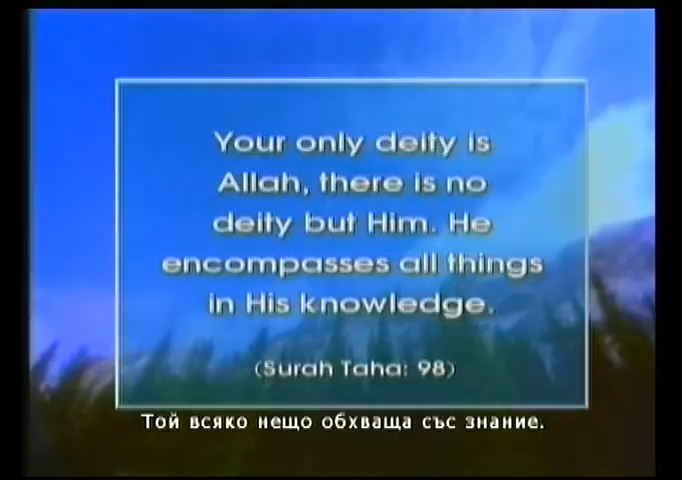 Your only deity is
Allah, there is no
deity but Him. He
encompasses all things
in His knowledge.
(Surah Taha: 98)
Той всяко нещо обхваща със знание.